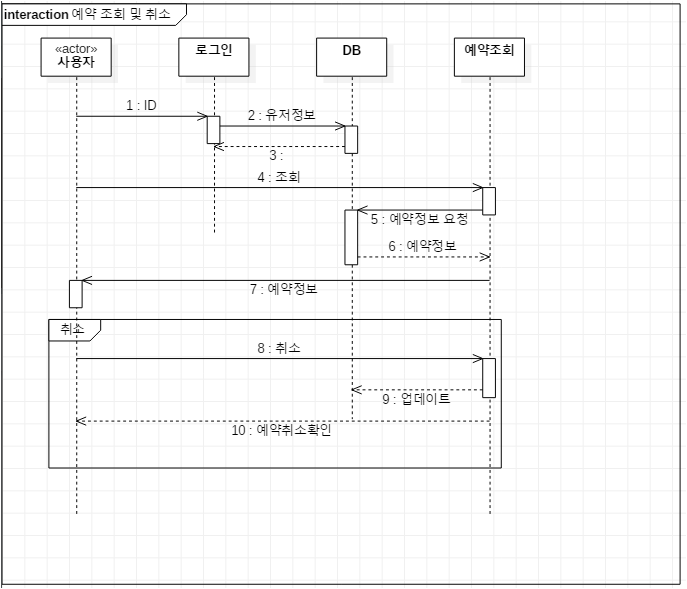 interaction 예약 조회 및 취소
«actor»
사용자
로그인
DB
예약조회
1 : ID
2 : 유저정보
3 :
4 : 조회
5 : 예약정보 요청
6 : 예약정보
7 : 예약정보
취소
8 : 취소
9 : 업데이트
10 : 예약취소확인